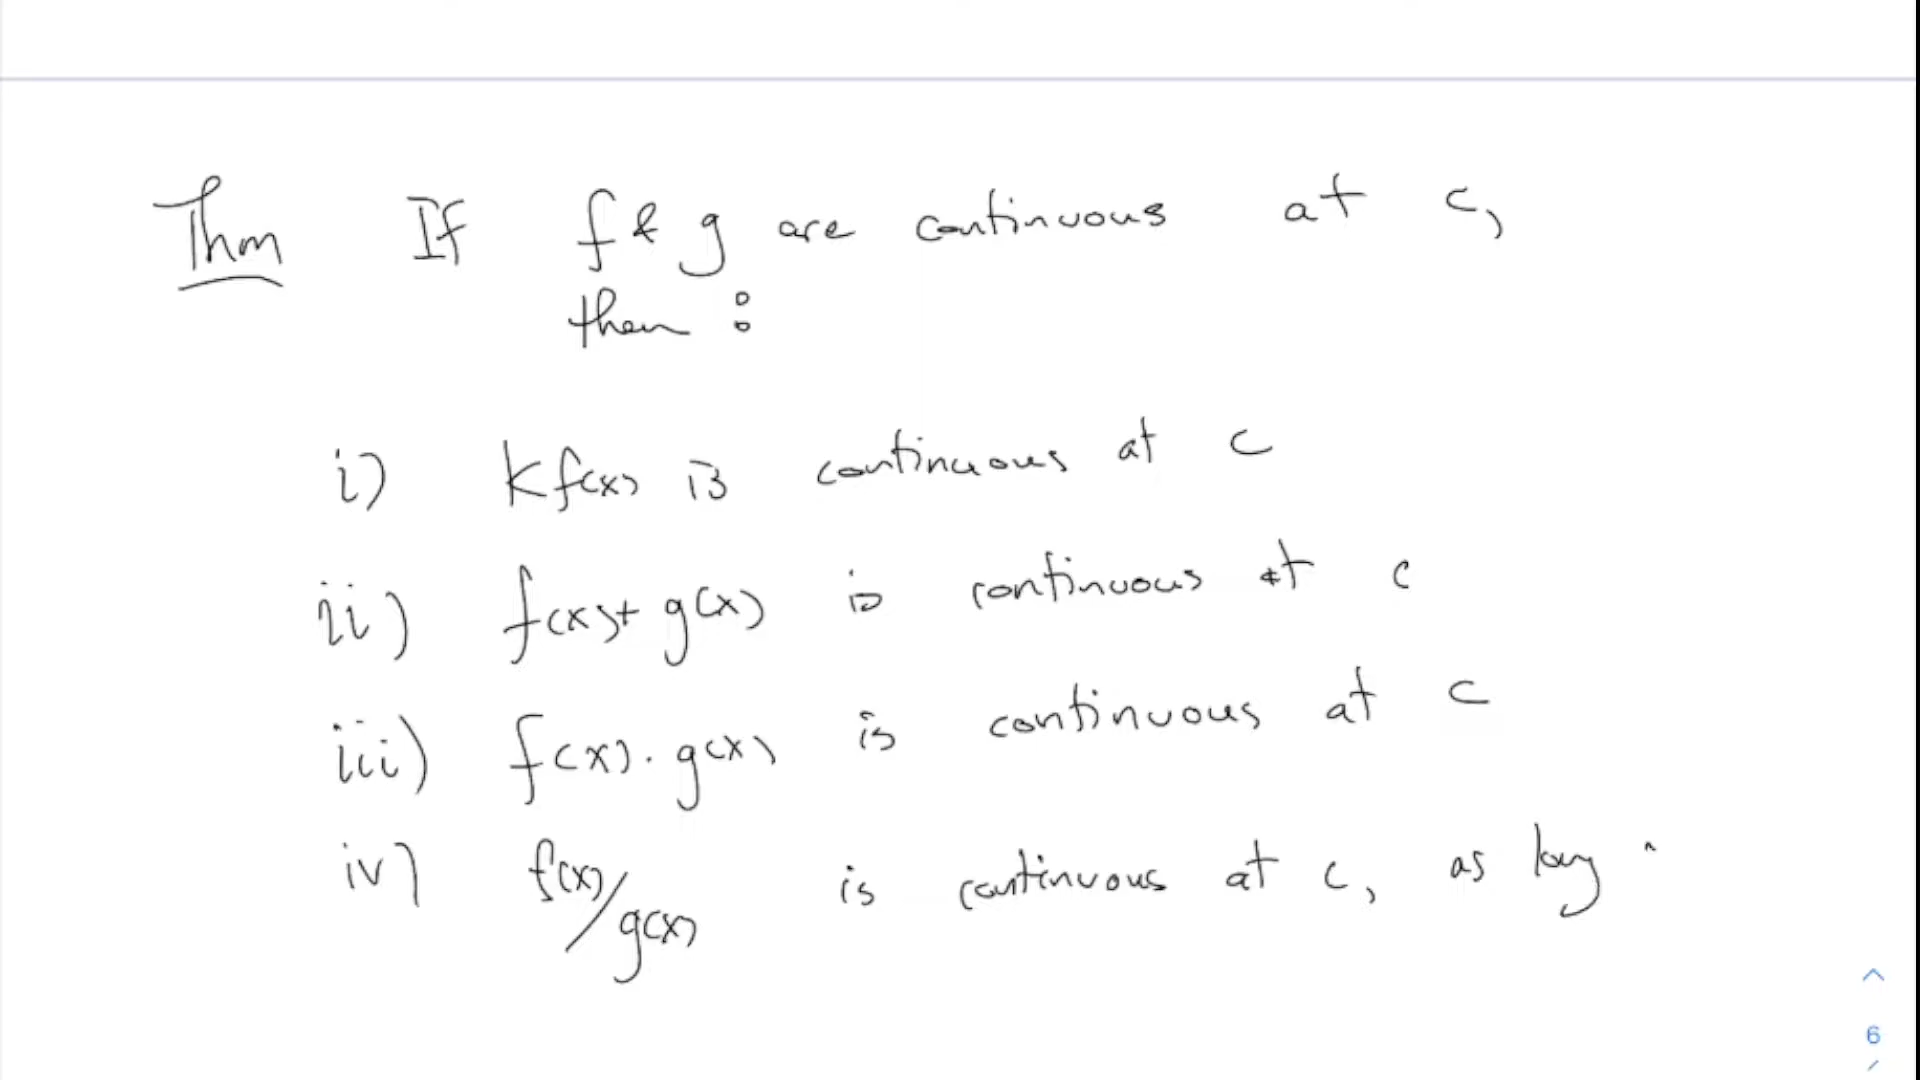 Thm If f & g are continuous at c,
then :
i) kf(x) is continuous at c
ii) f(x)+ g(x) is continuous at c
iii) f(x) · g(x) is continuous at c
iv) f(x)/g(x) is continuous at c, as long
6